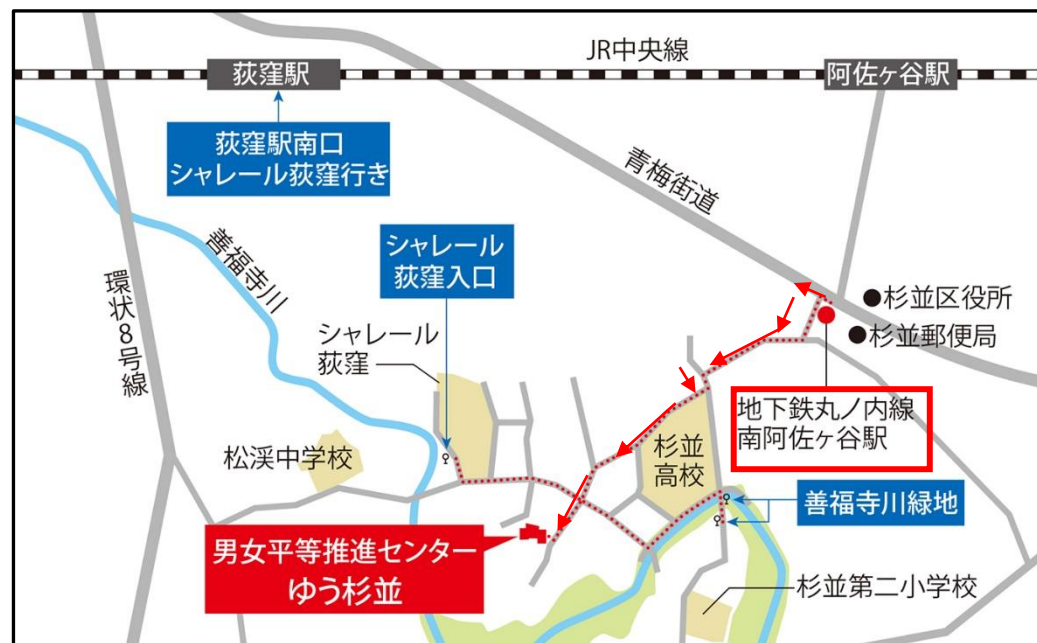 JR中央線
荻窪駅
阿佐ヶ谷駅
荻窪駅南口
シャレール荻窪行き
青梅街道
善福寺川
シャレール
荻窪入口
環状8号線
●杉並区役所
●杉並郵便局
シャレール
荻窪
地下鉄丸ノ内線
南阿佐ヶ谷駅
松渓中学校
杉並
高校
善福寺川緑地
男女平等推進センター
ゆう杉並
杉並第二小学校